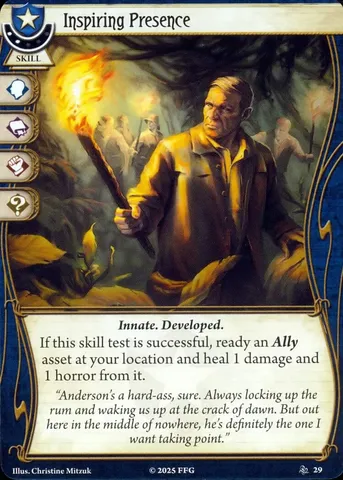 Inspiring Presence
SKILL
Innate. Developed.
If this skill test is successful, ready an Ally
asset at your location and heal 1 damage and
1 horror from it.
"Anderson's a hard-ass, sure. Always locking up the
rum and waking us up at the crack of dawn. But out
here in the middle of nowhere, he's definitely the one I
want taking point."
Illus. Christine Mitzuk
© 2025 FFG
29